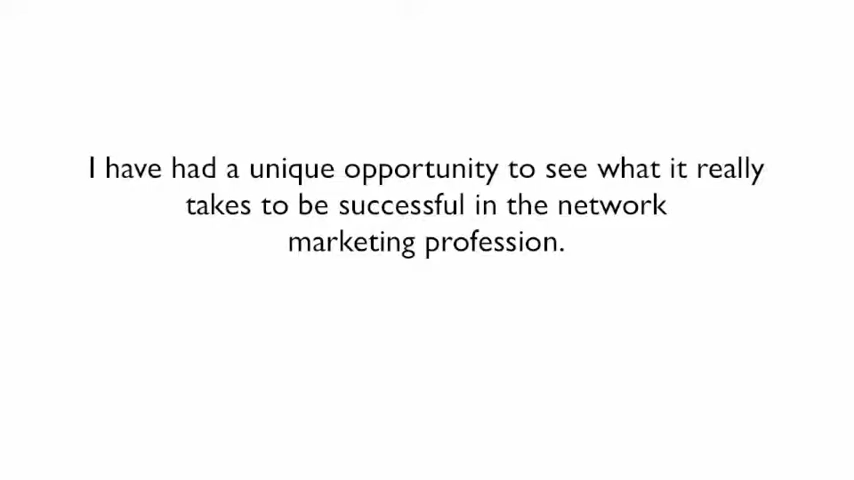 I have had a unique opportunity to see what it really
takes to be successful in the network
marketing profession.